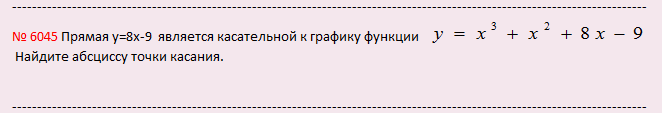 № 6045 Прямая y=8x-9 является касательной к графику функции y = x³ + x² + 8x − 9
Найдите абсциссу точки касания.